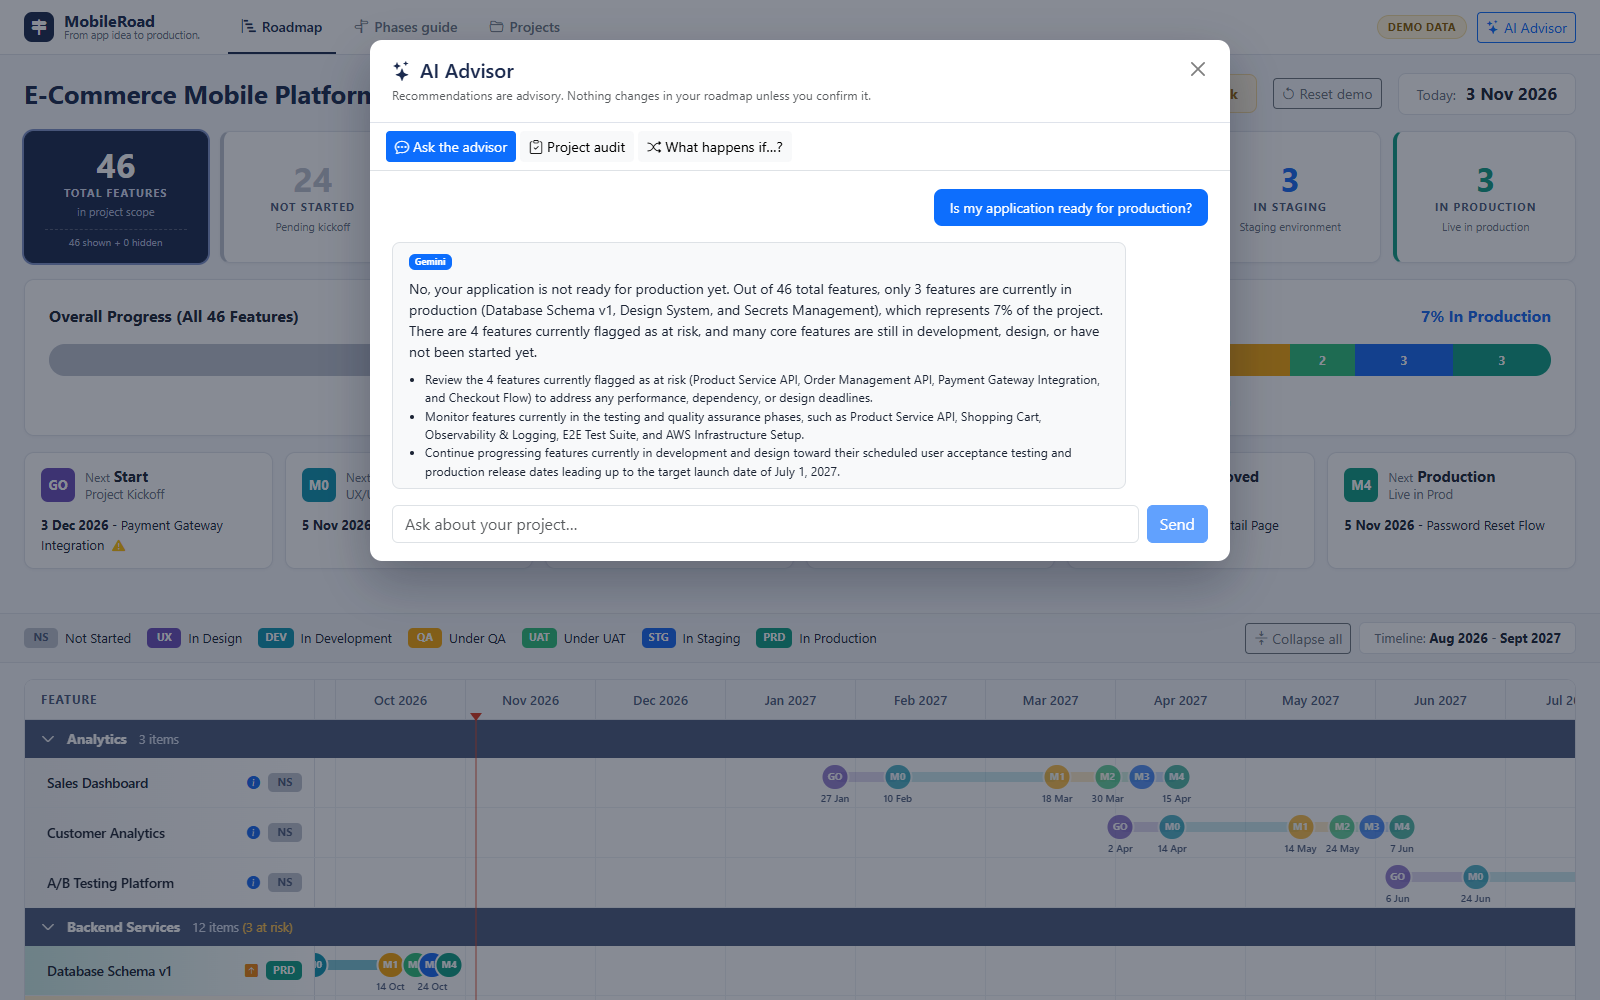 MobileRoad
From app idea to production.
Roadmap
Phases guide
Projects
DEMO DATA
AI Advisor
E-Commerce Mobile Platform
Reset demo
Today: 3 Nov 2026
46
TOTAL FEATURES
in project scope
46 shown + 0 hidden
24
NOT STARTED
Pending kickoff
3
IN STAGING
Staging environment
3
IN PRODUCTION
Live in production
AI Advisor
Recommendations are advisory. Nothing changes in your roadmap unless you confirm it.
Ask the advisor
Project audit
What happens if...?
Is my application ready for production?
Gemini
No, your application is not ready for production yet. Out of 46 total features, only 3 features are currently in
production (Database Schema v1, Design System, and Secrets Management), which represents 7% of the project.
There are 4 features currently flagged as at risk, and many core features are still in development, design, or have
not been started yet.
• Review the 4 features currently flagged as at risk (Product Service API, Order Management API, Payment Gateway Integration,
and Checkout Flow) to address any performance, dependency, or design deadlines.
• Monitor features currently in the testing and quality assurance phases, such as Product Service API, Shopping Cart,
Observability & Logging, E2E Test Suite, and AWS Infrastructure Setup.
• Continue progressing features currently in development and design toward their scheduled user acceptance testing and
production release dates leading up to the target launch date of July 1, 2027.
Ask about your project...
Send
Overall Progress (All 46 Features)
7% In Production
2
3
3
GO
Next Start
Project Kickoff
3 Dec 2026 - Payment Gateway
Integration
M0
Next
5 Nov 2026
M4
Next Production
Live in Prod
5 Nov 2026 - Password Reset Flow
NS Not Started
UX In Design
DEV In Development
QA Under QA
UAT Under UAT
STG In Staging
PRD In Production
Collapse all
Timeline: Aug 2026 - Sept 2027
FEATURE
Oct 2026
Nov 2026
Dec 2026
Jan 2027
Feb 2027
Mar 2027
Apr 2027
May 2027
Jun 2027
Analytics 3 items
Sales Dashboard
NS
GO
M0
M1
M2
M3
M4
27 Jan
10 Feb
18 Mar
30 Mar
15 Apr
Customer Analytics
NS
GO
M0
M1
M2
M3
M4
2 Apr
14 Apr
14 May
24 May
7 Jun
A/B Testing Platform
NS
GO
M0
6 Jun
24 Jun
Backend Services 12 items (3 at risk)
Database Schema v1
PRD
M1
M4
14 Oct
24 Oct